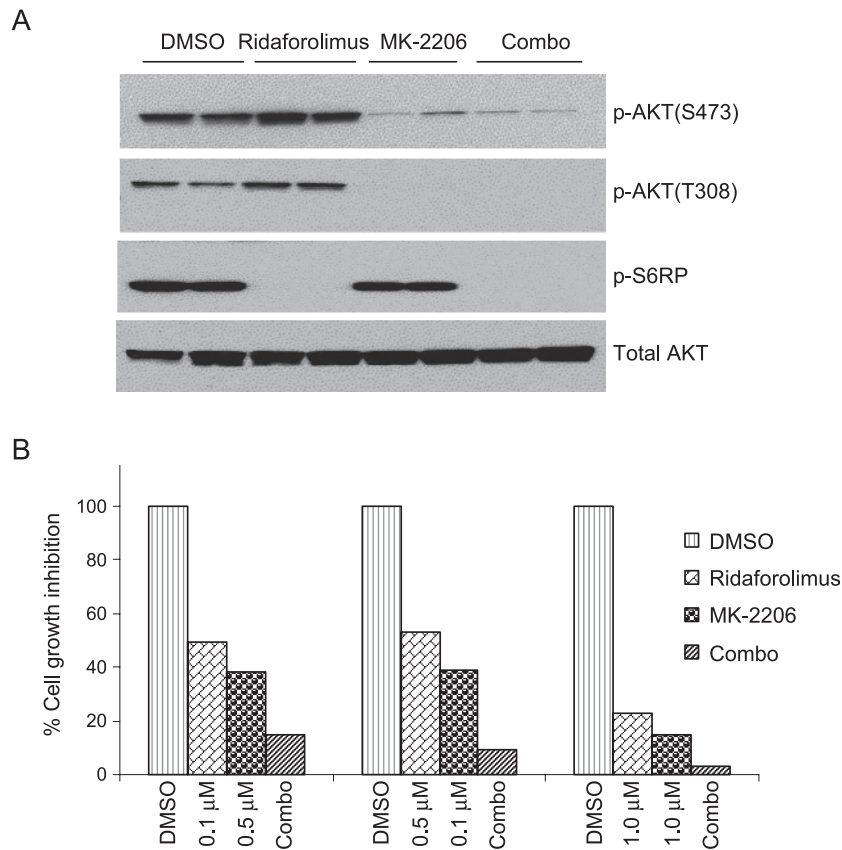 A
DMSO Ridaforolimus MK-2206 Combo
p-AKT(S473)
p-AKT(T308)
p-S6RP
Total AKT
B
% Cell growth inhibition
100
80
60
40
20
0
DMSO
0.1 μM
0.5 μM
Combo
DMSO
0.5 μM
0.1 μM
Combo
DMSO
1.0 μM
1.0 μM
Combo
DMSO
Ridaforolimus
MK-2206
Combo